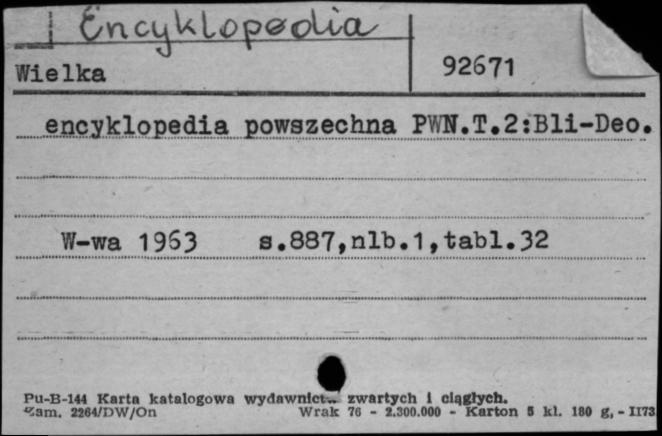 Encyklopedia
Wielka 92671
encyklopedia powszechna PWN.T.2:Bli-Deo.
W-wa 1963 s.887,nlb.1,tabl.32
Pu-B-144 Karta katalogowa wydawnictw zwartych i ciągłych.
Zam. 2264/DW/On Wrak 76 - 2.300.000 - Karton 5 kl. 180 g, - II73